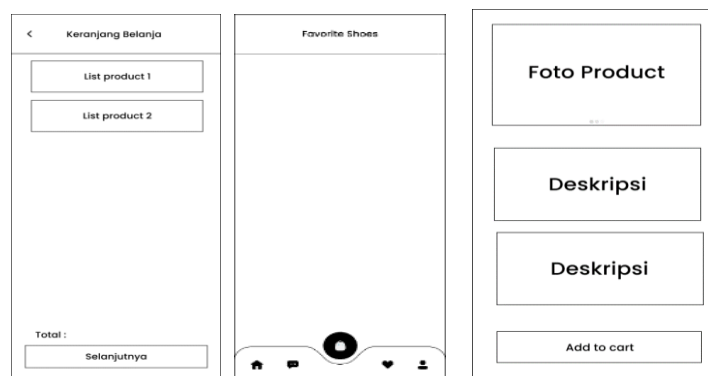 Keranjang Belanja
List product 1
List product 2
Total :
Selanjutnya
Favorite Shoes
Foto Product
Deskripsi
Deskripsi
Add to cart